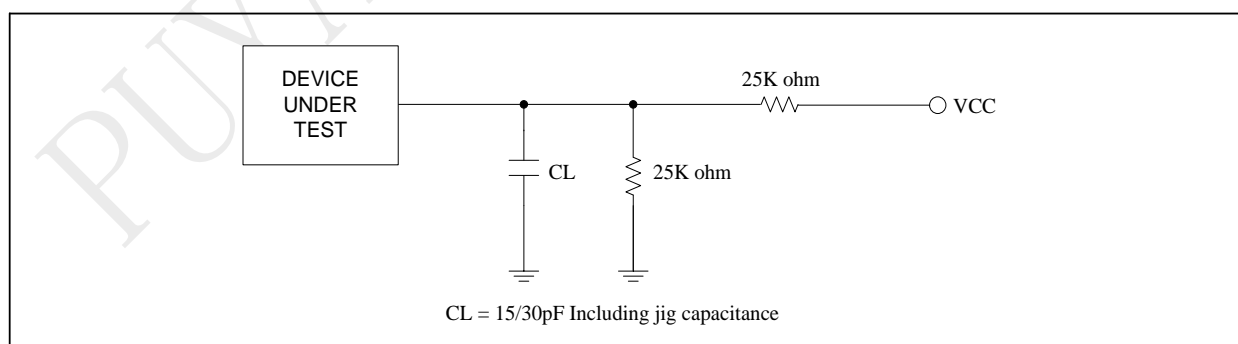 DEVICE
UNDER
TEST
25K ohm
VCC
CL
25K ohm
CL = 15/30pF Including jig capacitance